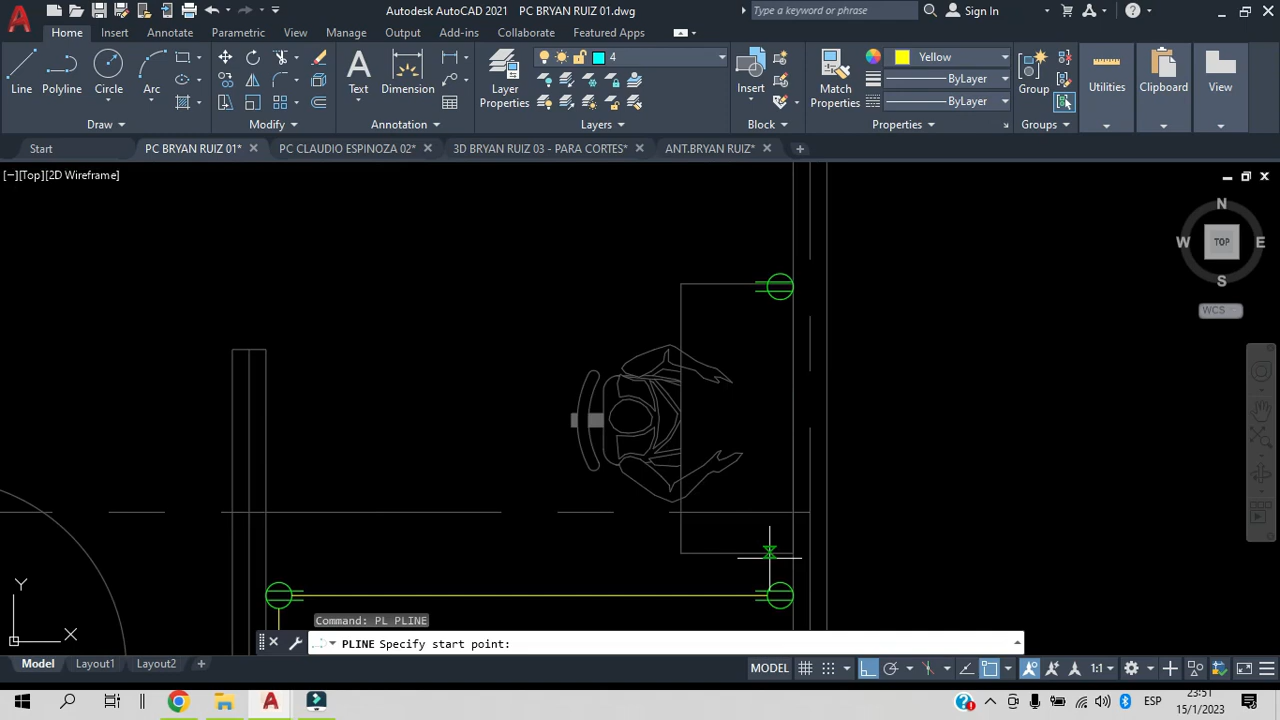 Autodesk AutoCAD 2021 PC BRYAN RUIZ 01.dwg
Type a keyword or phrase
Sign In
Home Insert Annotate Parametric View Manage Output Add-ins Collaborate Featured Apps
Line Polyline Circle Arc
Text Dimension
Layer
Properties
4
Insert
Match
Properties
Yellow
ByLayer
ByLayer
Group
Utilities
Clipboard
View
Draw Modify Annotation Layers Block Properties Groups
Start PC BRYAN RUIZ 01* PC CLAUDIO ESPINOZA 02* 3D BRYAN RUIZ 03 - PARA CORTES* ANT.BRYAN RUIZ*
[−][Top][2D Wireframe]
N
W TOP E
S
WCS
Y
X
Command: PL PLINE
PLINE Specify start point:
Model Layout1 Layout2 +
MODEL 1:1
ESP
23:51
15/1/2023